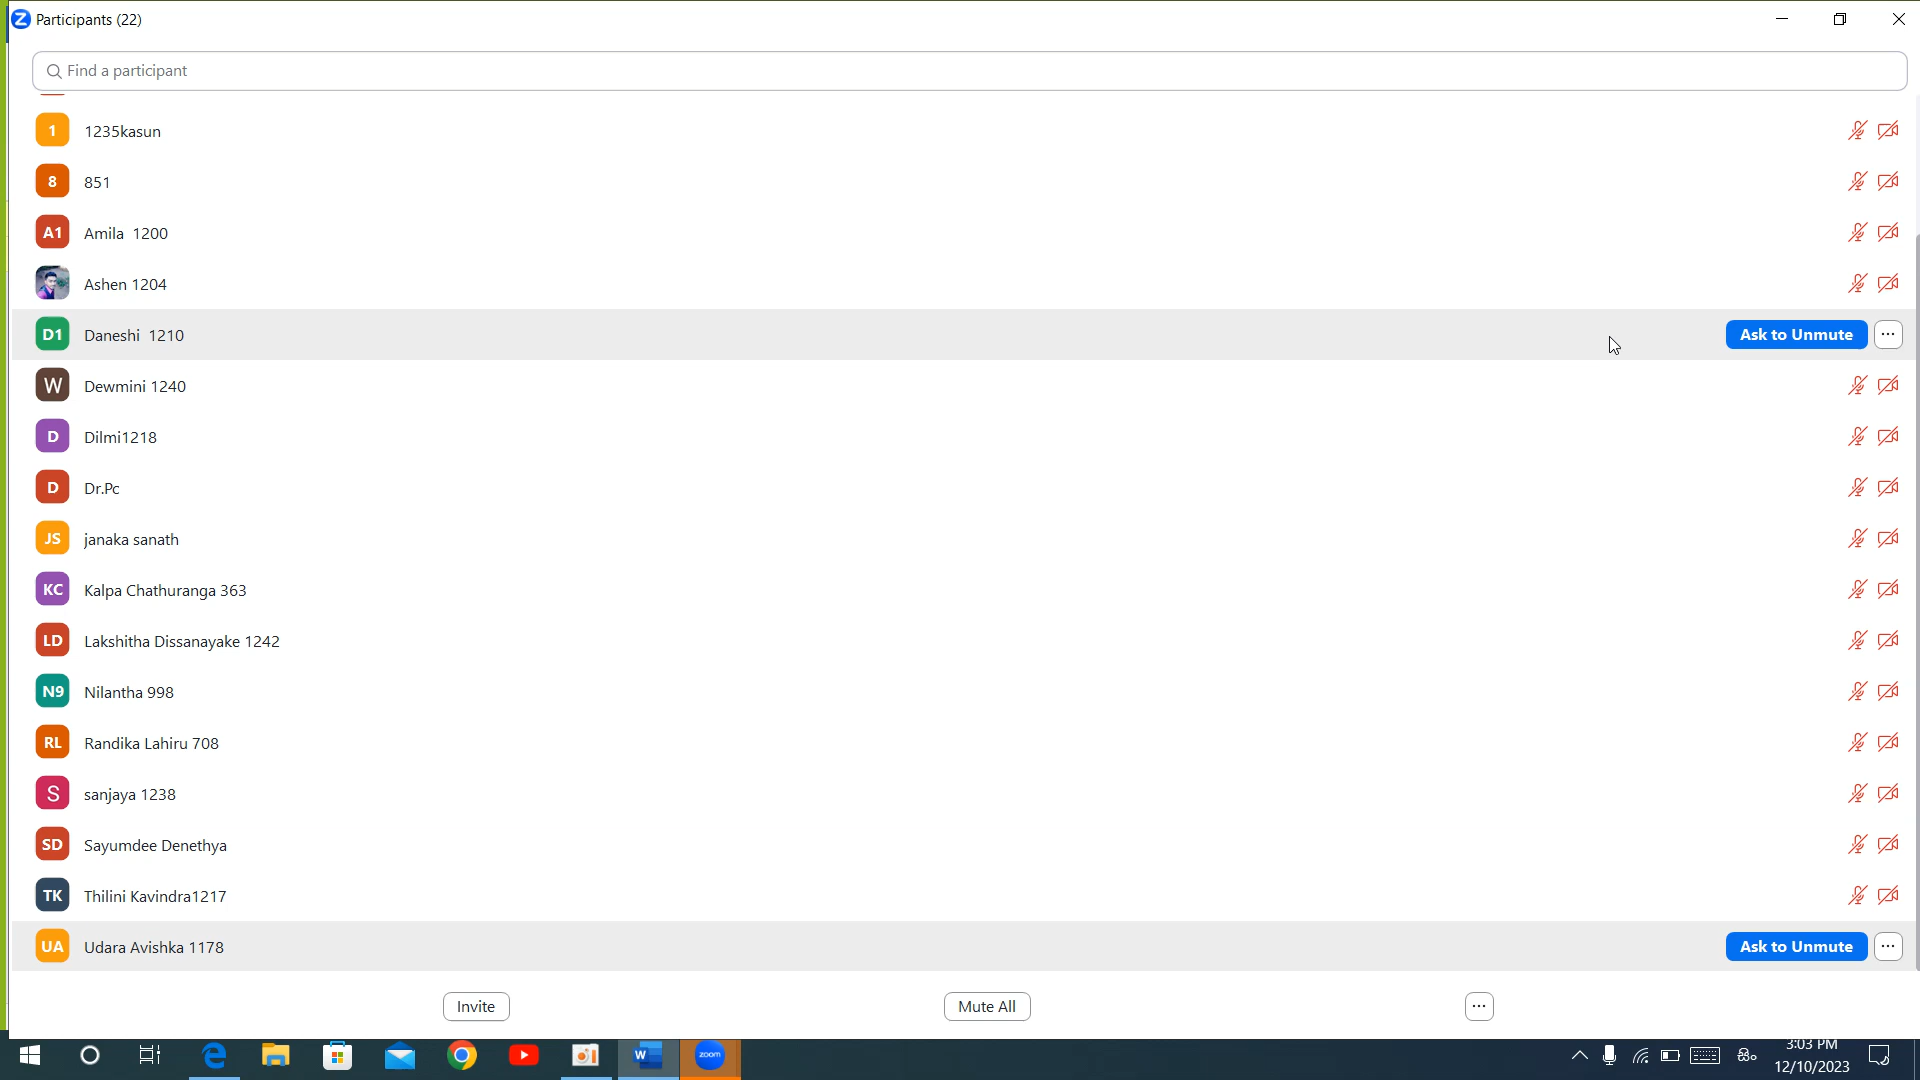 Z Participants (22)
Find a participant
1 1235kasun
8 851
A1 Amila 1200
Ashen 1204
D1 Daneshi 1210 Ask to Unmute ...
W Dewmini 1240
D Dilmi1218
D Dr.Pc
JS janaka sanath
KC Kalpa Chathuranga 363
LD Lakshitha Dissanayake 1242
N9 Nilantha 998
RL Randika Lahiru 708
S sanjaya 1238
SD Sayumdee Denethya
TK Thilini Kavindra1217
UA Udara Avishka 1178 Ask to Unmute ...
Invite Mute All ...
W zoom 3:03 PM
12/10/2023